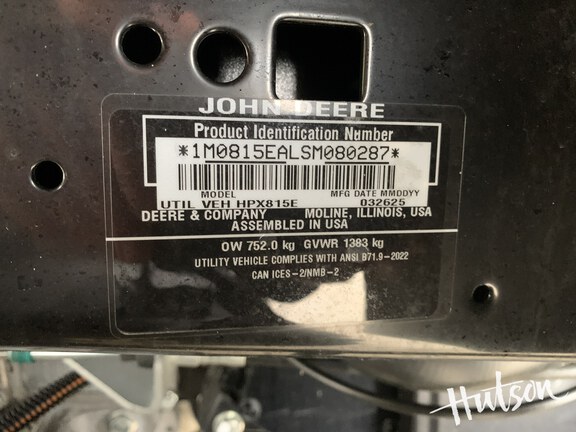 JOHN DEERE
Product Identification Number
*1M0815EALSM080287*
MODEL MFG DATE MMDDYY
UTIL VEH HPX815E 032625
DEERE & COMPANY MOLINE, ILLINOIS, USA
ASSEMBLED IN USA
OW 752.0 kg GVWR 1383 kg
UTILITY VEHICLE COMPLIES WITH ANSI B71.9-2022
CAN ICES-2/NMB-2
Hutson